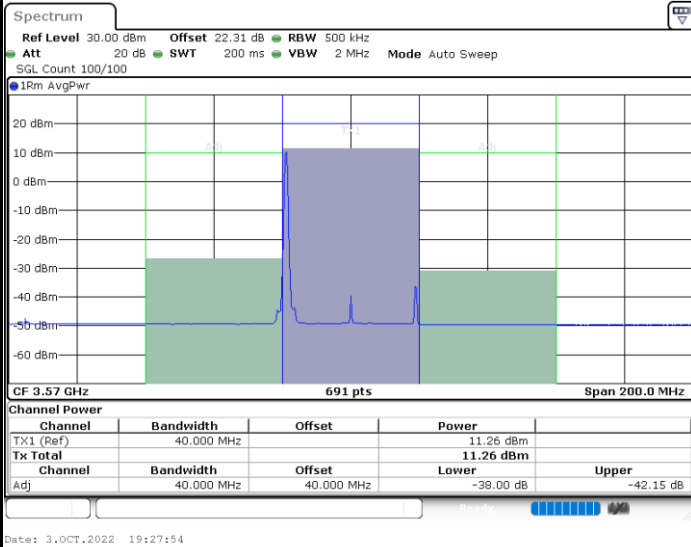 Spectrum
Ref Level 30.00 dBm Offset 22.31 dB RBW 500 kHz
Att 20 dB SWT 200 ms VBW 2 MHz Mode Auto Sweep
SGL Count 100/100
1Rm AvgPwr
20 dBm
TX1
Adj Adj
10 dBm
0 dBm
-10 dBm
-20 dBm
-30 dBm
-40 dBm
-50 dBm
-60 dBm
CF 3.57 GHz 691 pts Span 200.0 MHz
Channel Power
Channel Bandwidth Offset Power
TX1 (Ref) 40.000 MHz 11.26 dBm
Tx Total 11.26 dBm
Channel Bandwidth Offset Lower Upper
Adj 40.000 MHz 40.000 MHz -38.00 dB -42.15 dB
Ready
Date: 3.OCT.2022 19:27:54